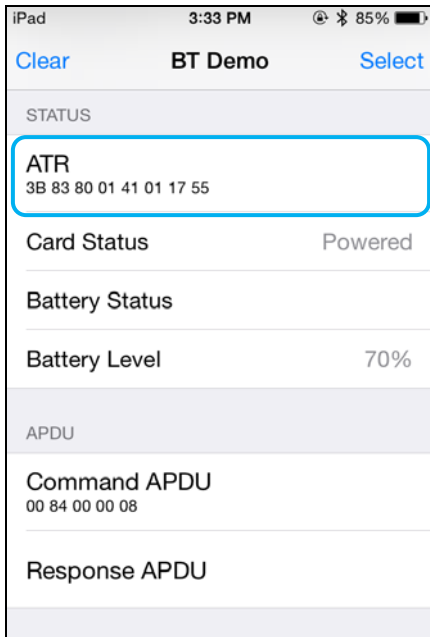 iPad 3:33 PM 85%
Clear BT Demo Select
STATUS
ATR
3B 83 80 01 41 01 17 55
Card Status Powered
Battery Status
Battery Level 70%
APDU
Command APDU
00 84 00 00 08
Response APDU